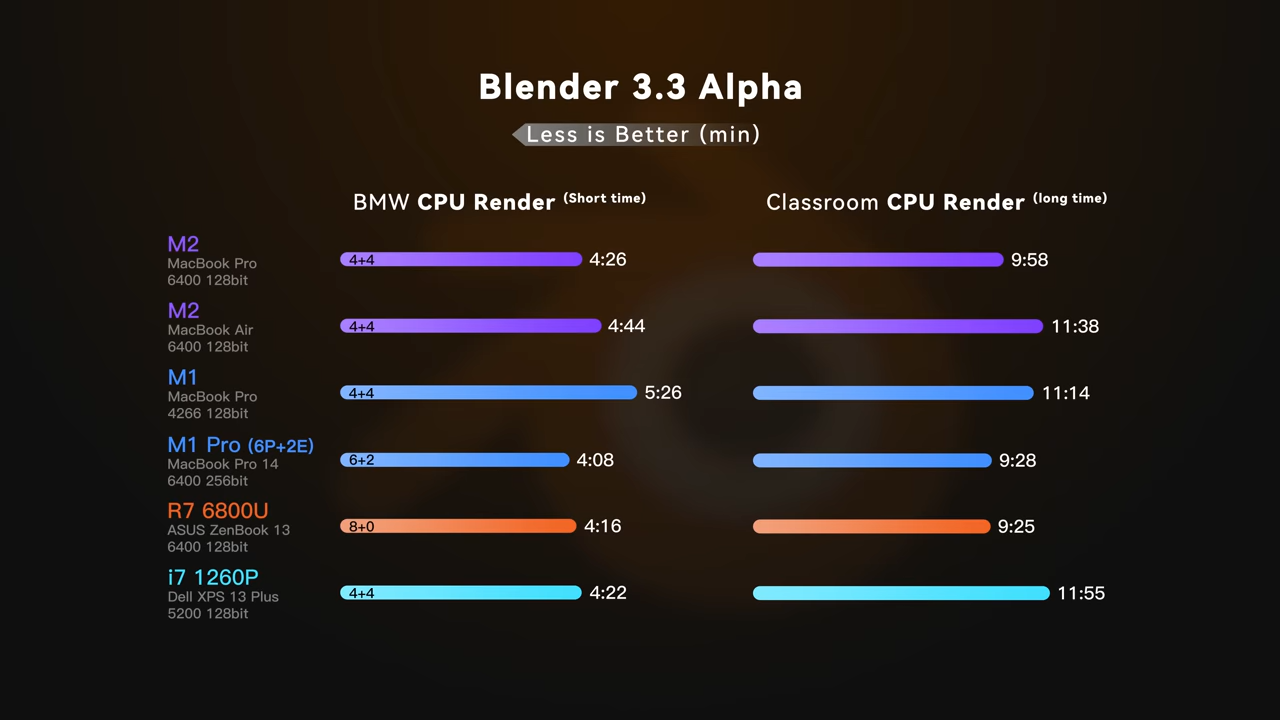 Blender 3.3 Alpha
Less is Better (min)
BMW CPU Render (Short time)
Classroom CPU Render (long time)
M2
MacBook Pro
6400 128bit
4+4
4:26
9:58
M2
MacBook Air
6400 128bit
4+4
4:44
11:38
M1
MacBook Pro
4266 128bit
4+4
5:26
11:14
M1 Pro (6P+2E)
MacBook Pro 14
6400 256bit
6+2
4:08
9:28
R7 6800U
ASUS ZenBook 13
6400 128bit
8+0
4:16
9:25
i7 1260P
Dell XPS 13 Plus
5200 128bit
4+4
4:22
11:55